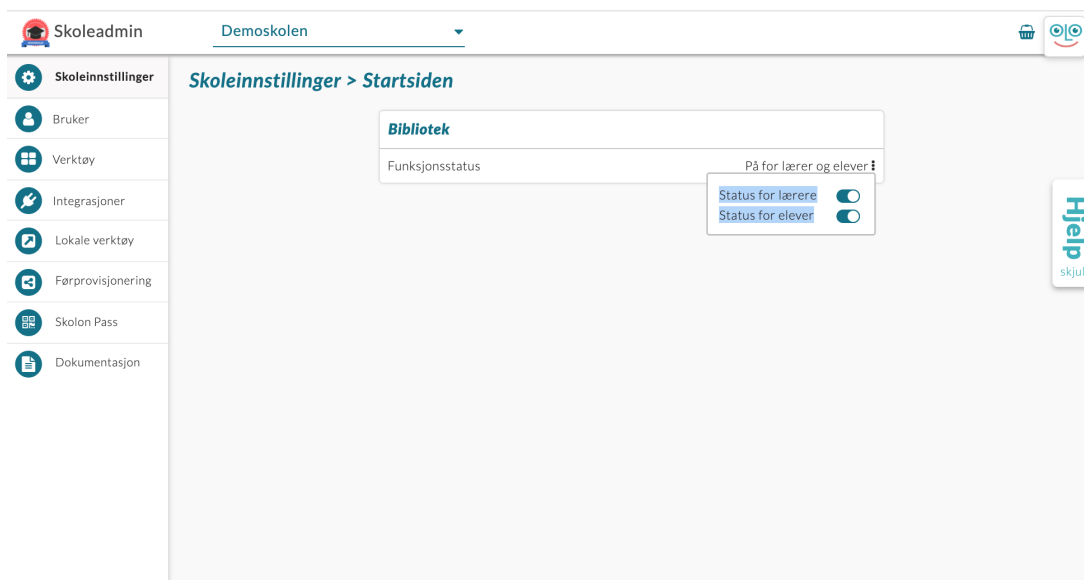 Skoleadmin
Demoskolen
Skoleinnstillinger
Bruker
Verktøy
Integrasjoner
Lokale verktøy
Førprovisjonering
Skolon Pass
Dokumentasjon
Skoleinnstillinger > Startsiden
Bibliotek
Funksjonsstatus På for lærer og elever
Status for lærere
Status for elever
Hjelp
skjul